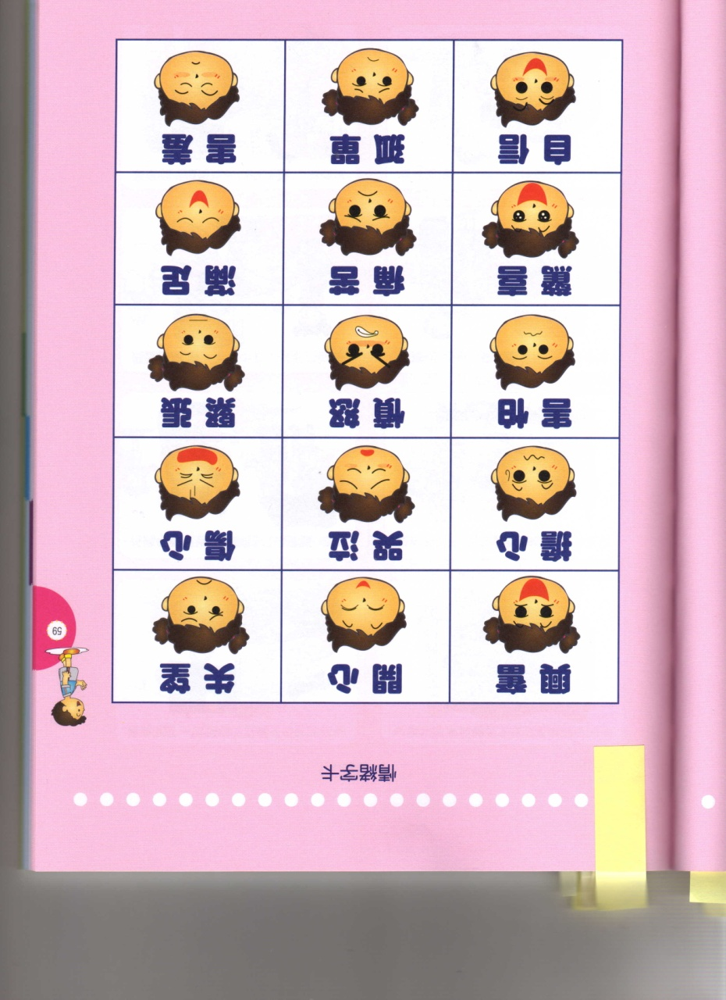 情緒字卡
興奮 開心 失望
擔心 哭泣 傷心
害怕 憤怒 緊張
驚喜 痛苦 滿足
自信 孤單 害羞
59